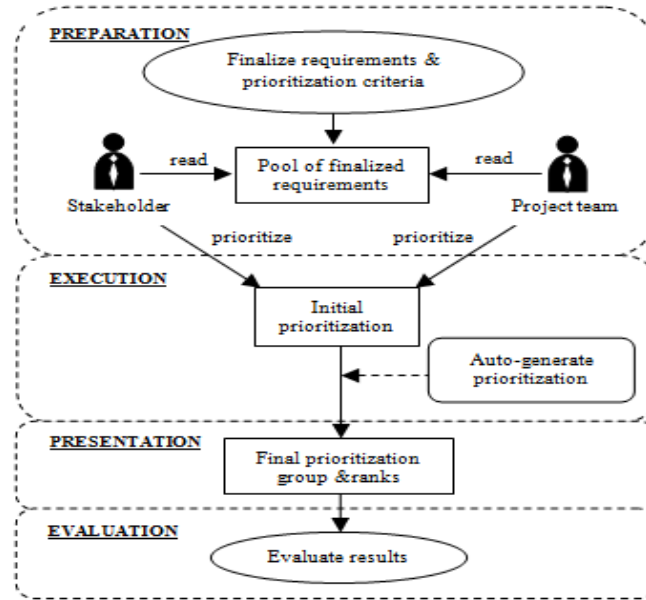 PREPARATION
Finalize requirements &
prioritization criteria
read
read
Pool of finalized
requirements
Stakeholder
Project team
prioritize
prioritize
EXECUTION
Initial
prioritization
Auto-generate
prioritization
PRESENTATION
Final prioritization
group &ranks
EVALUATION
Evaluate results